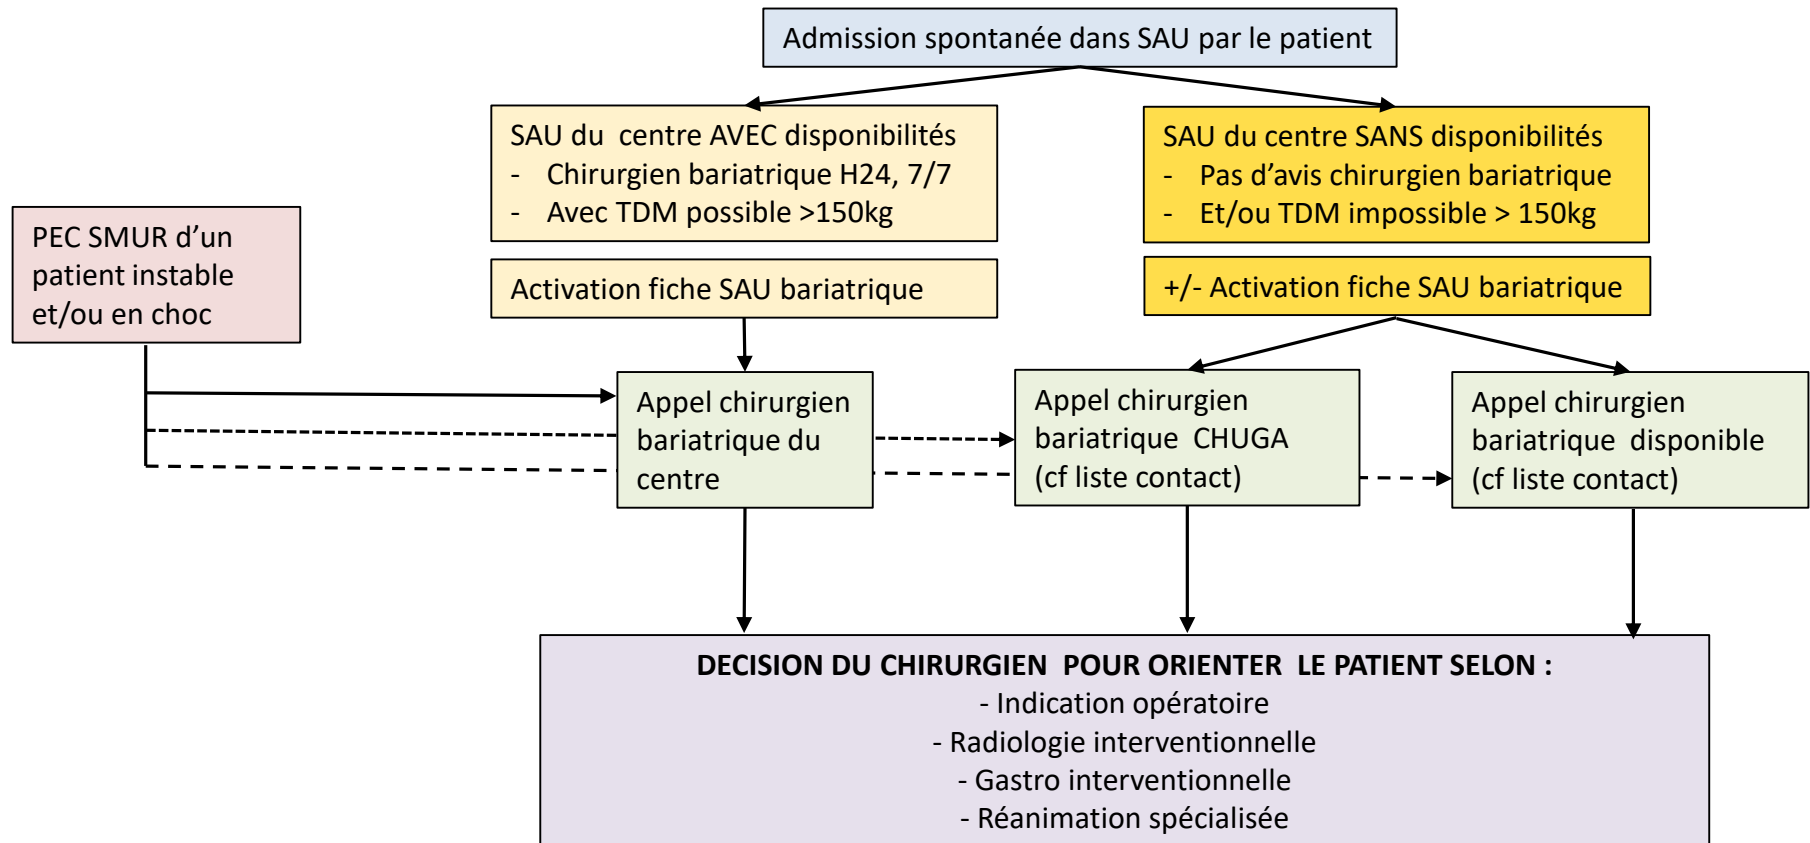 Admission spontanée dans SAU par le patient
SAU du  centre AVEC disponibilités
-   Chirurgien bariatrique H24, 7/7
-   Avec TDM possible >150kg
SAU du centre SANS disponibilités
-   Pas d’avis chirurgien bariatrique
-   Et/ou TDM impossible > 150kg
PEC SMUR d’un
patient instable
et/ou en choc
Activation fiche SAU bariatrique
+/- Activation fiche SAU bariatrique
Appel chirurgien
bariatrique du
centre
Appel chirurgien
bariatrique  CHUGA
(cf liste contact)
Appel chirurgien
bariatrique  disponible
(cf liste contact)
DECISION DU CHIRURGIEN  POUR ORIENTER  LE PATIENT SELON :
- Indication opératoire
- Radiologie interventionnelle
- Gastro interventionnelle
- Réanimation spécialisée